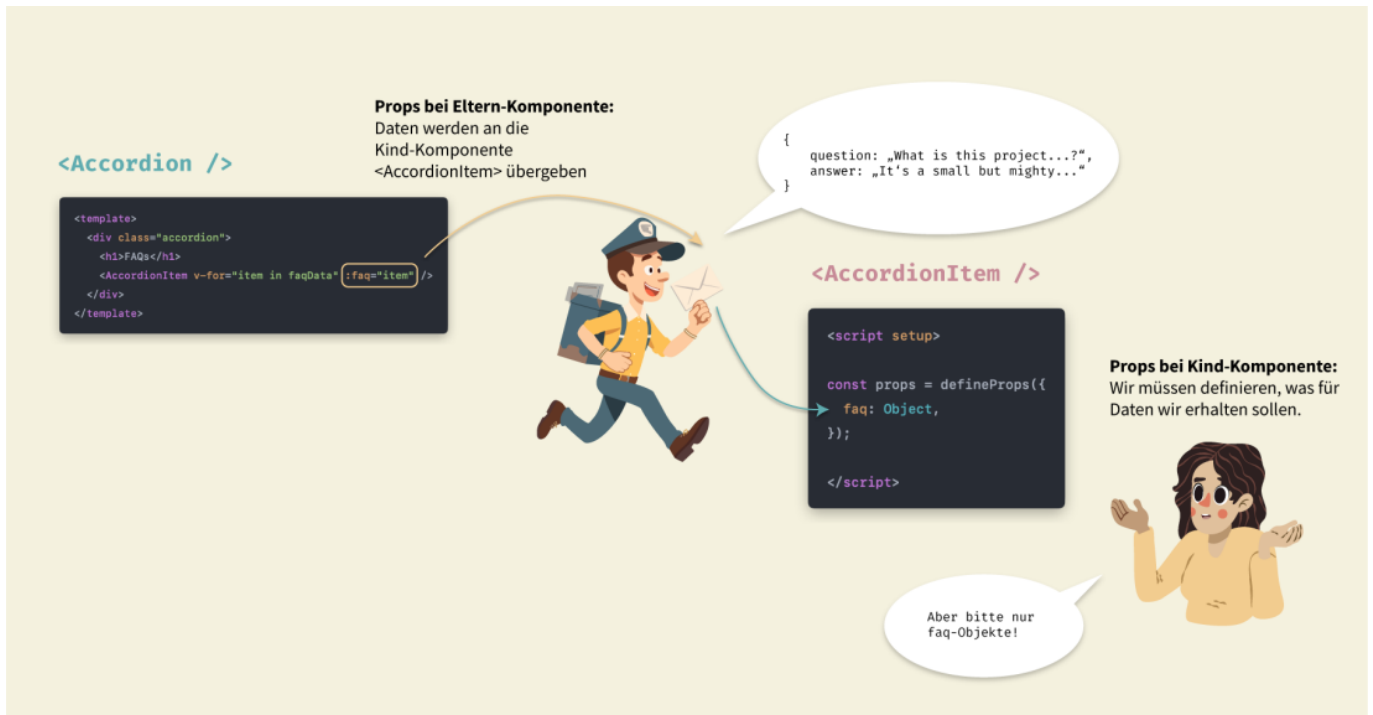 Props bei Eltern-Komponente:
Daten werden an die
Kind-Komponente
<AccordionItem> übergeben
<Accordion />
<template>
<div class="accordion">
<h1>FAQs</h1>
<AccordionItem v-for="item in faqData" :faq="item" />
</div>
</template>
{
question: „What is this project...?“,
answer: „It‘s a small but mighty...“
}
<AccordionItem />
<script setup>
const props = defineProps({
faq: Object,
});
</script>
Props bei Kind-Komponente:
Wir müssen definieren, was für
Daten wir erhalten sollen.
Aber bitte nur
faq-Objekte!